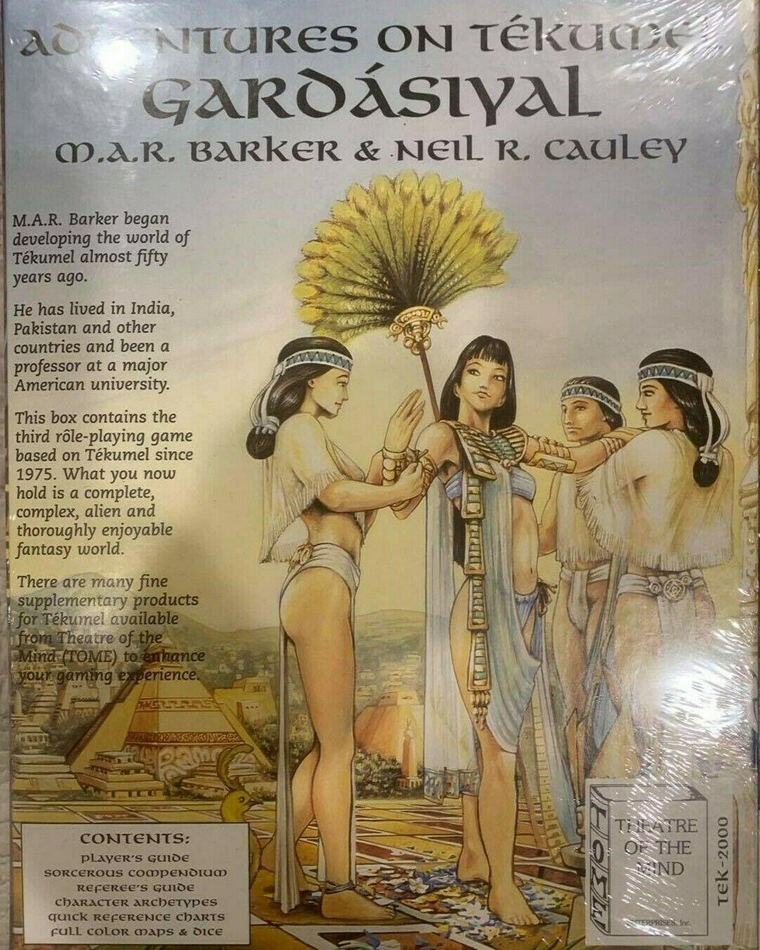 ADVENTURES ON TÉKUMEL
GARDÁSIYAL
M.A.R. BARKER & NEIL R. CAULEY
M.A.R. Barker began
developing the world of
Tékumel almost fifty
years ago.
He has lived in India,
Pakistan and other
countries and been a
professor at a major
American university.
This box contains the
third rôle-playing game
based on Tékumel since
1975. What you now
hold is a complete,
complex, alien and
thoroughly enjoyable
fantasy world.
There are many fine
supplementary products
for Tékumel available
from Theatre of the
Mind (TOME) to enhance
your gaming experience.
CONTENTS:
PLAYER'S GUIDE
SORCEROUS COMPENDIUM
REFEREE'S GUIDE
CHARACTER ARCHETYPES
QUICK REFERENCE CHARTS
FULL COLOR MAPS & DICE
TOME
THEATRE
OF THE
MIND
ENTERPRISES, Inc.
TEK-2000